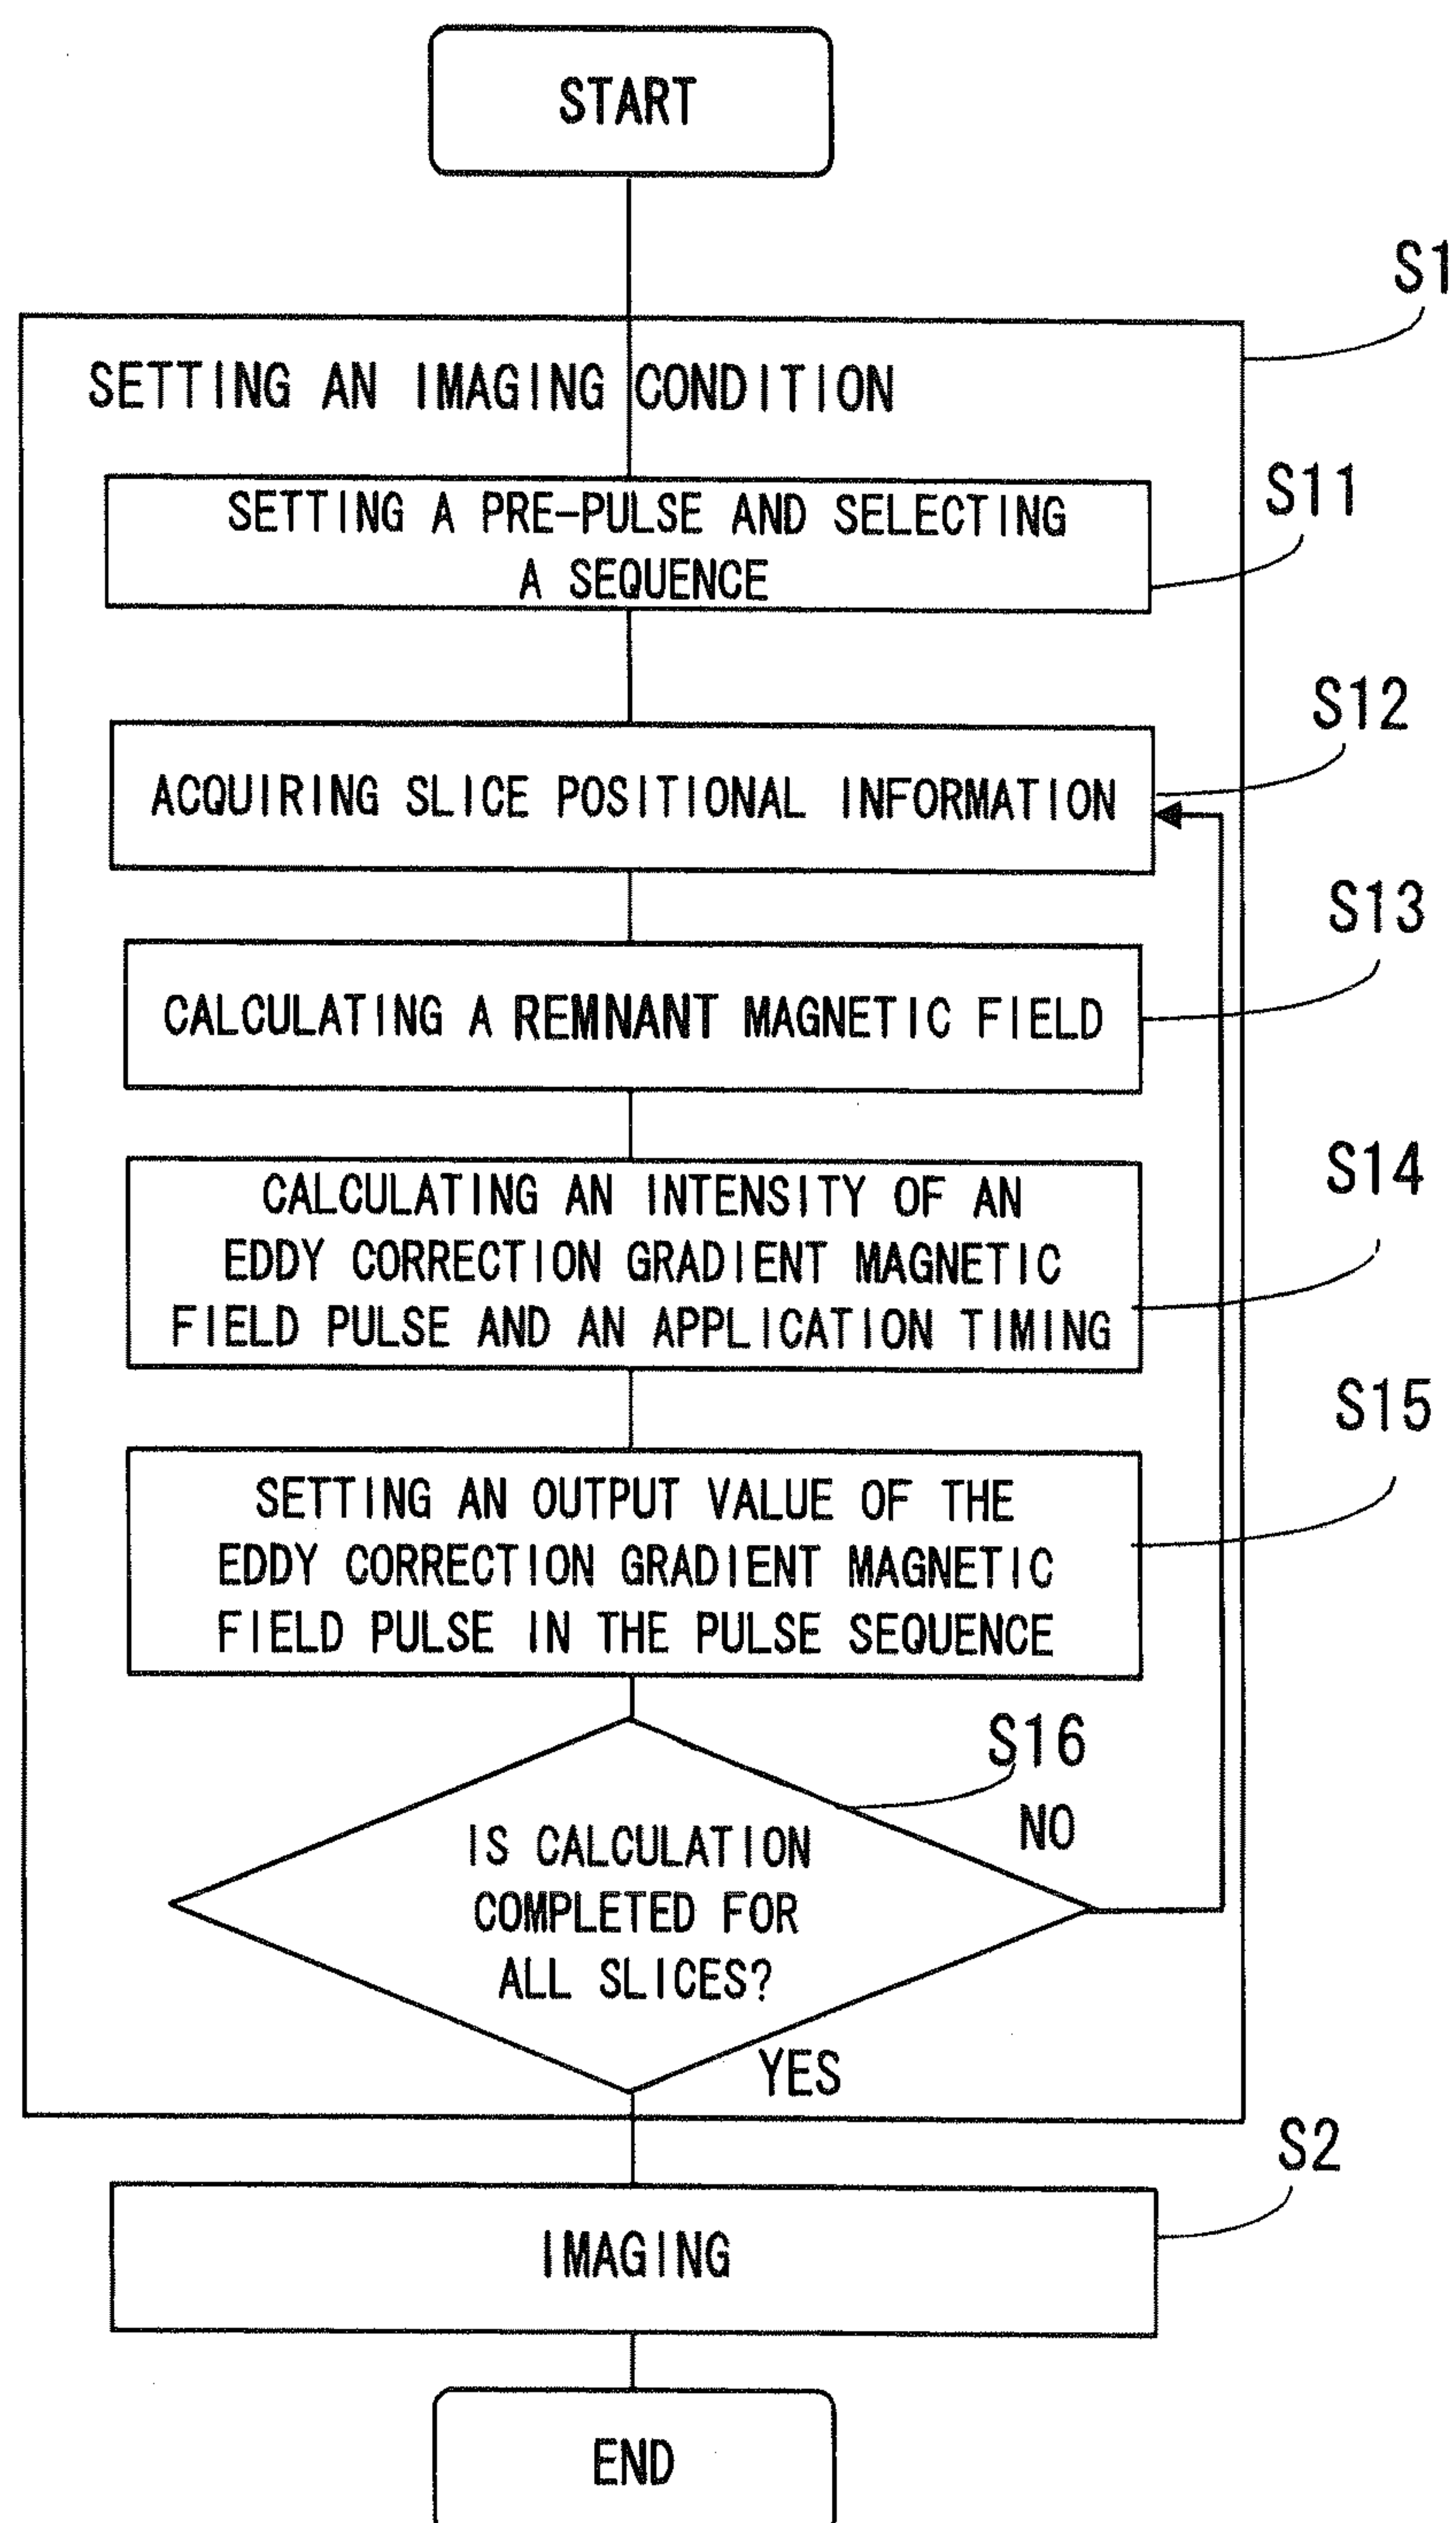 START
S1
SETTING AN IMAGING CONDITION
S11
SETTING A PRE-PULSE AND SELECTING
A SEQUENCE
S12
ACQUIRING SLICE POSITIONAL INFORMATION
S13
CALCULATING A REMNANT MAGNETIC FIELD
S14
CALCULATING AN INTENSITY OF AN
EDDY CORRECTION GRADIENT MAGNETIC
FIELD PULSE AND AN APPLICATION TIMING
S15
SETTING AN OUTPUT VALUE OF THE
EDDY CORRECTION GRADIENT MAGNETIC
FIELD PULSE IN THE PULSE SEQUENCE
S16
NO
IS CALCULATION
COMPLETED FOR
ALL SLICES?
YES
S2
IMAGING
END